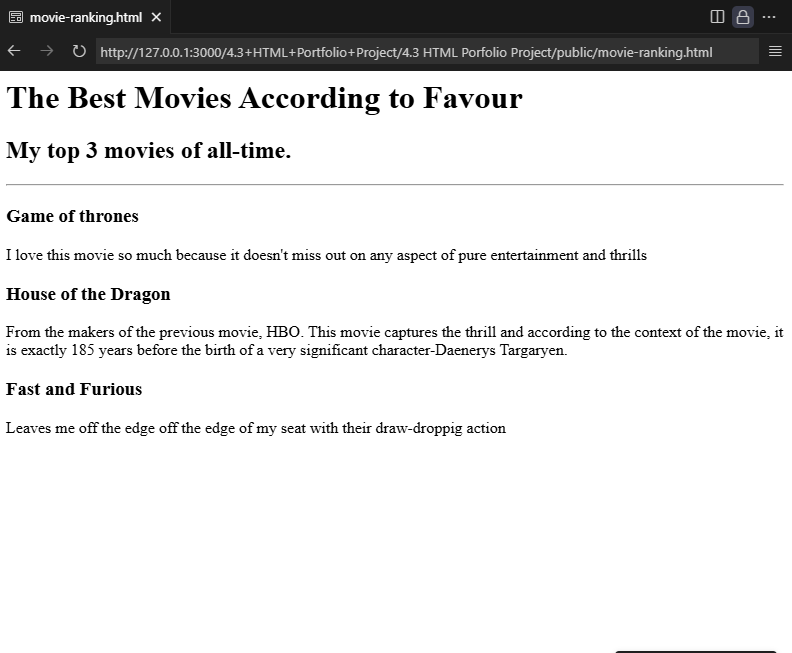 movie-ranking.html
http://127.0.0.1:3000/4.3+HTML+Portfolio+Project/4.3 HTML Porfolio Project/public/movie-ranking.html
The Best Movies According to Favour
My top 3 movies of all-time.
Game of thrones
I love this movie so much because it doesn't miss out on any aspect of pure entertainment and thrills
House of the Dragon
From the makers of the previous movie, HBO. This movie captures the thrill and according to the context of the movie, it
is exactly 185 years before the birth of a very significant character-Daenerys Targaryen.
Fast and Furious
Leaves me off the edge off the edge of my seat with their draw-droppig action